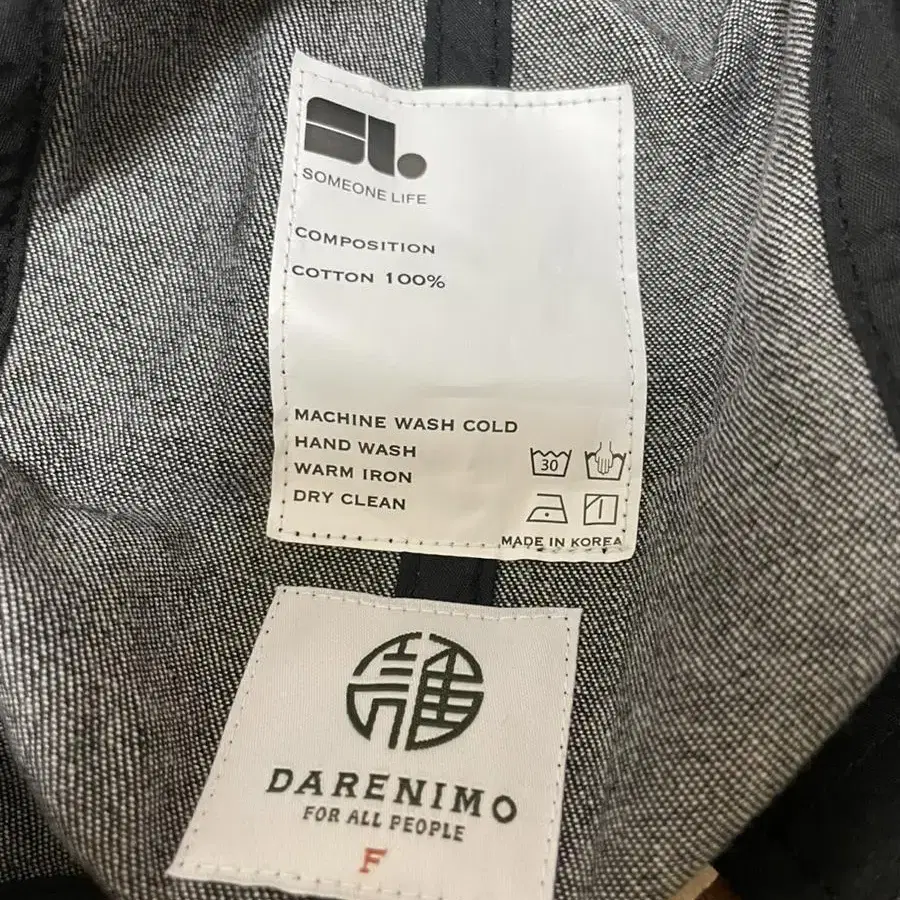 SL.
SOMEONE LIFE
COMPOSITION
COTTON 100%
MACHINE WASH COLD
HAND WASH
WARM IRON
DRY CLEAN
30
MADE IN KOREA
DARENIMO
FOR ALL PEOPLE
F